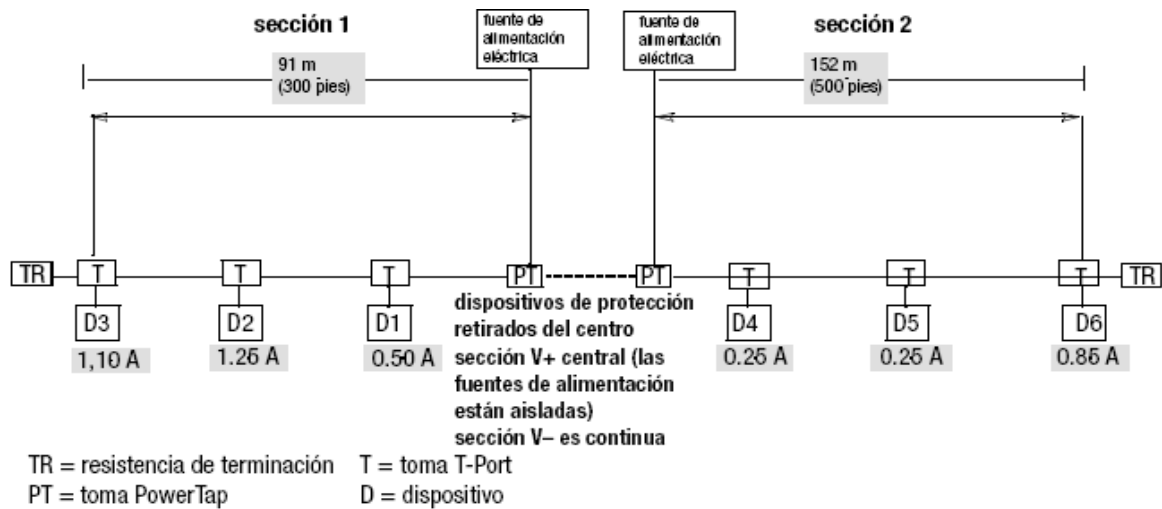 sección 1
fuente de
alimentación
eléctrica
fuente de
alimentación
eléctrica
sección 2
91 m
(300 pies)
152 m
(500 pies)
TR
T
T
T
PT
PT
T
T
T
TR
D3
D2
D1
D4
D5
D6
1,10 A
1.25 A
0.50 A
0.25 A
0.25 A
0.85 A
dispositivos de protección
retirados del centro
sección V+ central (las
fuentes de alimentación
están aisladas)
sección V– es continua
TR = resistencia de terminación T = toma T-Port
PT = toma PowerTap D = dispositivo